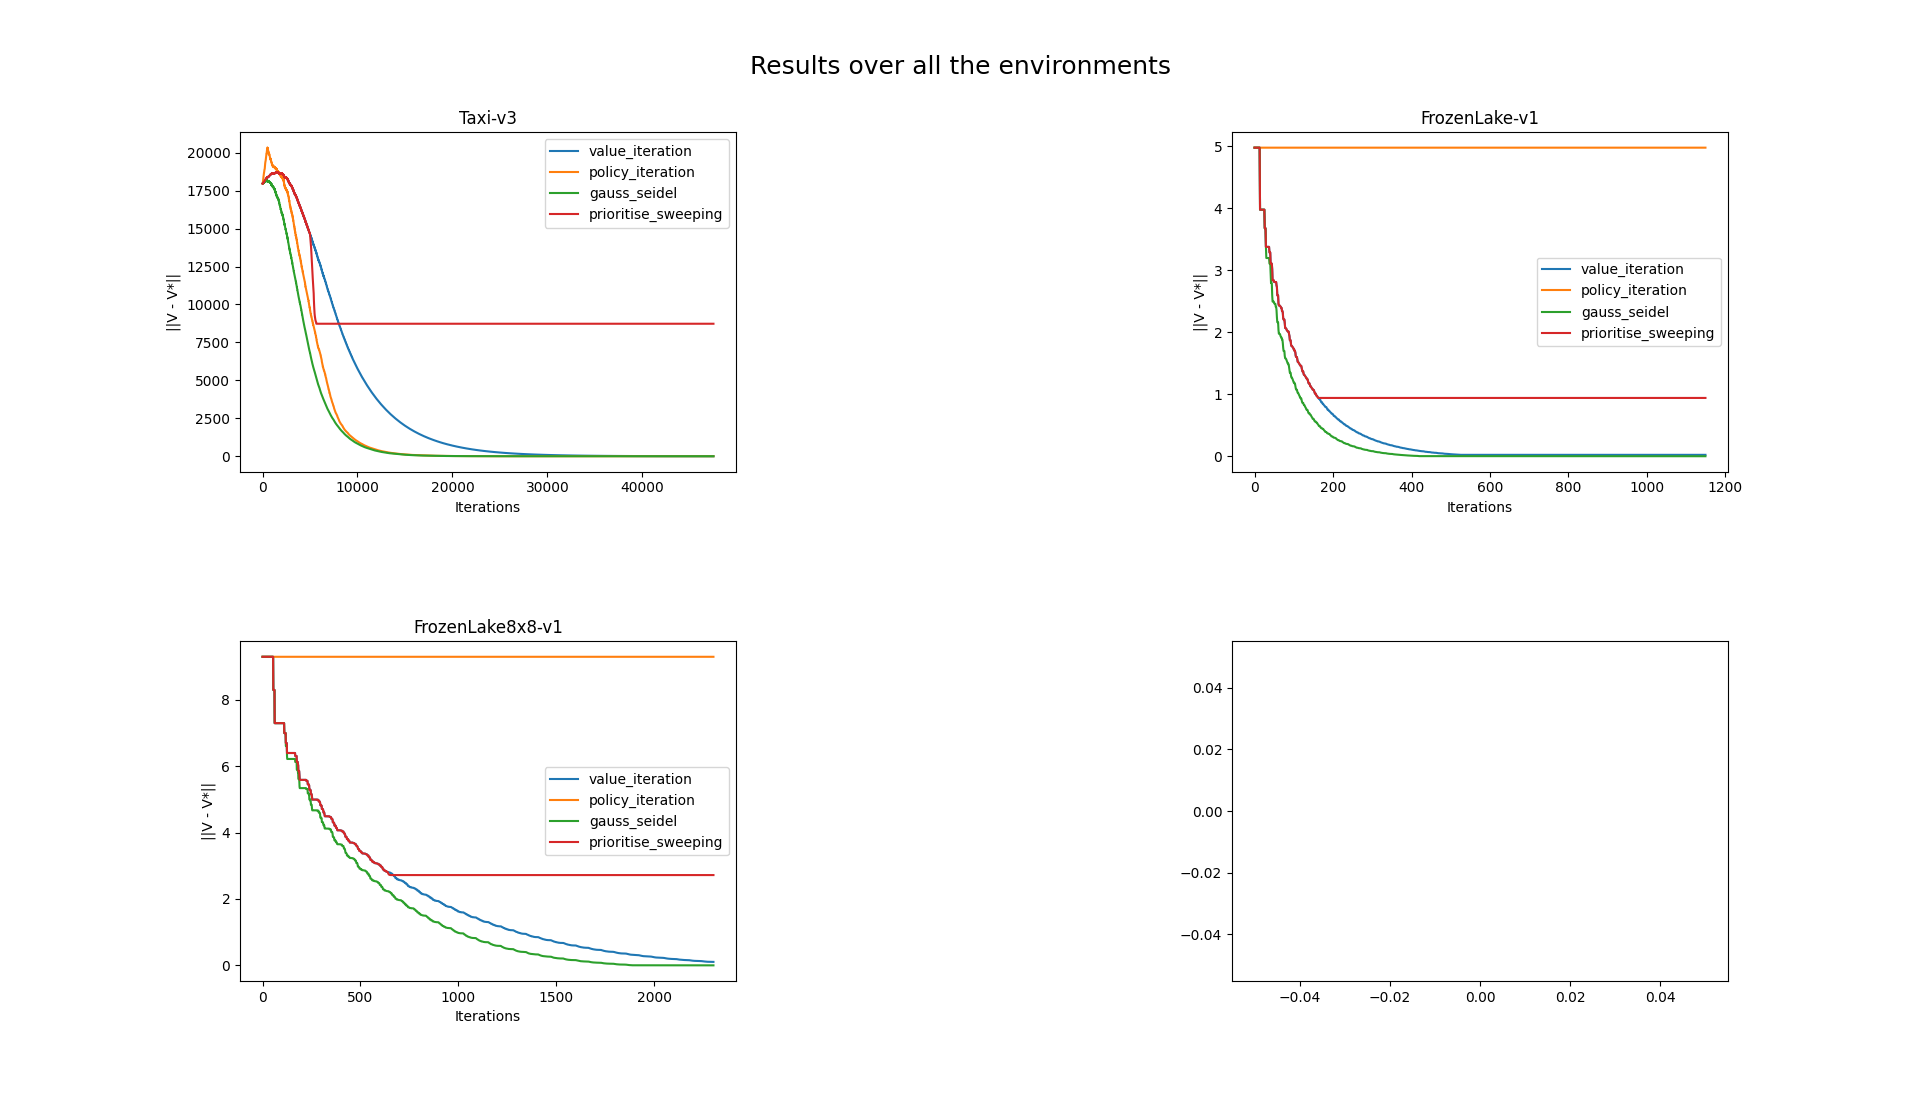 Results over all the environments
Taxi-v3
20000
17500
15000
12500
10000
7500
5000
2500
0
||V - V*||
value_iteration
policy_iteration
gauss_seidel
prioritise_sweeping
0 10000 20000 30000 40000
Iterations
FrozenLake-v1
5
4
3
2
1
0
||V - V*||
value_iteration
policy_iteration
gauss_seidel
prioritise_sweeping
0 200 400 600 800 1000 1200
Iterations
FrozenLake8x8-v1
8
6
4
2
0
||V - V*||
value_iteration
policy_iteration
gauss_seidel
prioritise_sweeping
0 500 1000 1500 2000
Iterations
0.04
0.02
0.00
−0.02
−0.04
−0.04 −0.02 0.00 0.02 0.04